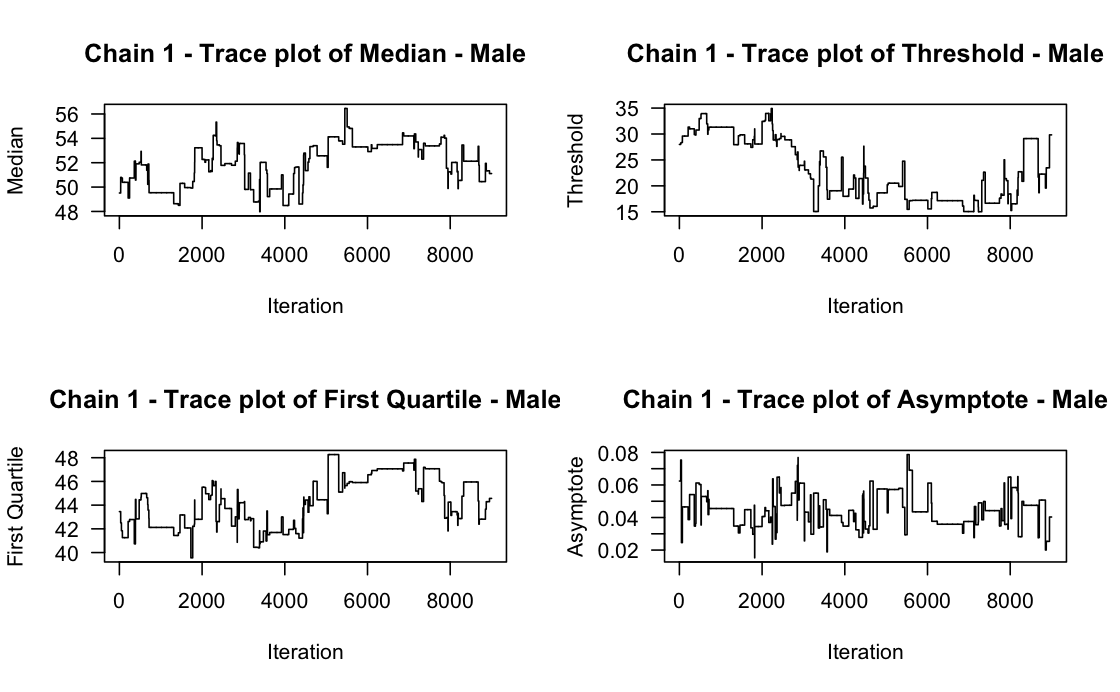 Chain 1 - Trace plot of Median - Male
Median
56
54
52
50
48
0 2000 4000 6000 8000
Iteration
Chain 1 - Trace plot of Threshold - Male
Threshold
35
30
25
20
15
0 2000 4000 6000 8000
Iteration
Chain 1 - Trace plot of First Quartile - Male
First Quartile
48
46
44
42
40
0 2000 4000 6000 8000
Iteration
Chain 1 - Trace plot of Asymptote - Male
Asymptote
0.08
0.06
0.04
0.02
0 2000 4000 6000 8000
Iteration